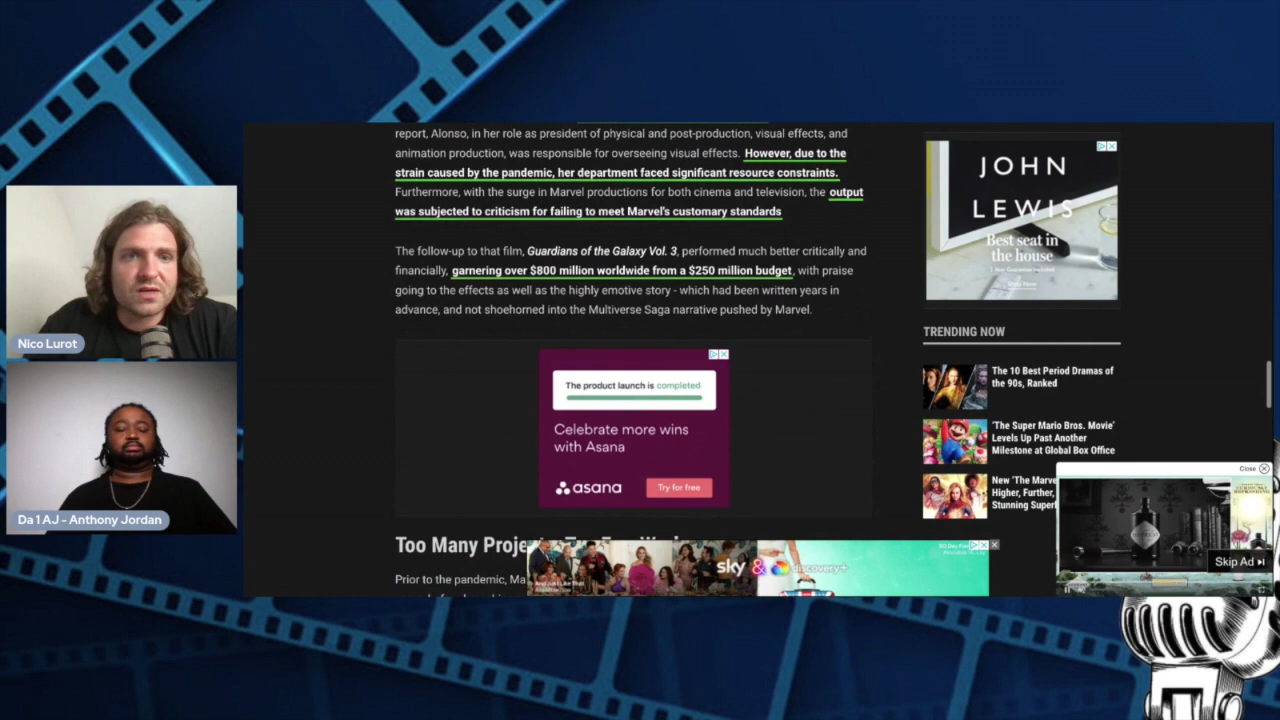 report, Alonso, in her role as president of physical and post-production, visual effects, and
animation production, was responsible for overseeing visual effects. However, due to the
strain caused by the pandemic, her department faced significant resource constraints.
Furthermore, with the surge in Marvel productions for both cinema and television, the output
was subjected to criticism for failing to meet Marvel's customary standards
The follow-up to that film, Guardians of the Galaxy Vol. 3, performed much better critically and
financially, garnering over $800 million worldwide from a $250 million budget, with praise
going to the effects as well as the highly emotive story - which had been written years in
advance, and not shoehorned into the Multiverse Saga narrative pushed by Marvel.
The product launch is completed
Celebrate more wins
with Asana
asana
Try for free
Too Many
Prior to the pandemic, Ma
sky & discovery+
And Just Like That
JOHN
LEWIS
Best seat in
the house
Shop Now
TRENDING NOW
The 10 Best Period Dramas of
the 90s, Ranked
'The Super Mario Bros. Movie'
Levels Up Past Another
Milestone at Global Box Office
New 'The Marve
Higher, Further,
Stunning Super
Close
Skip Ad
Nico Lurot
Da1AJ - Anthony Jordan